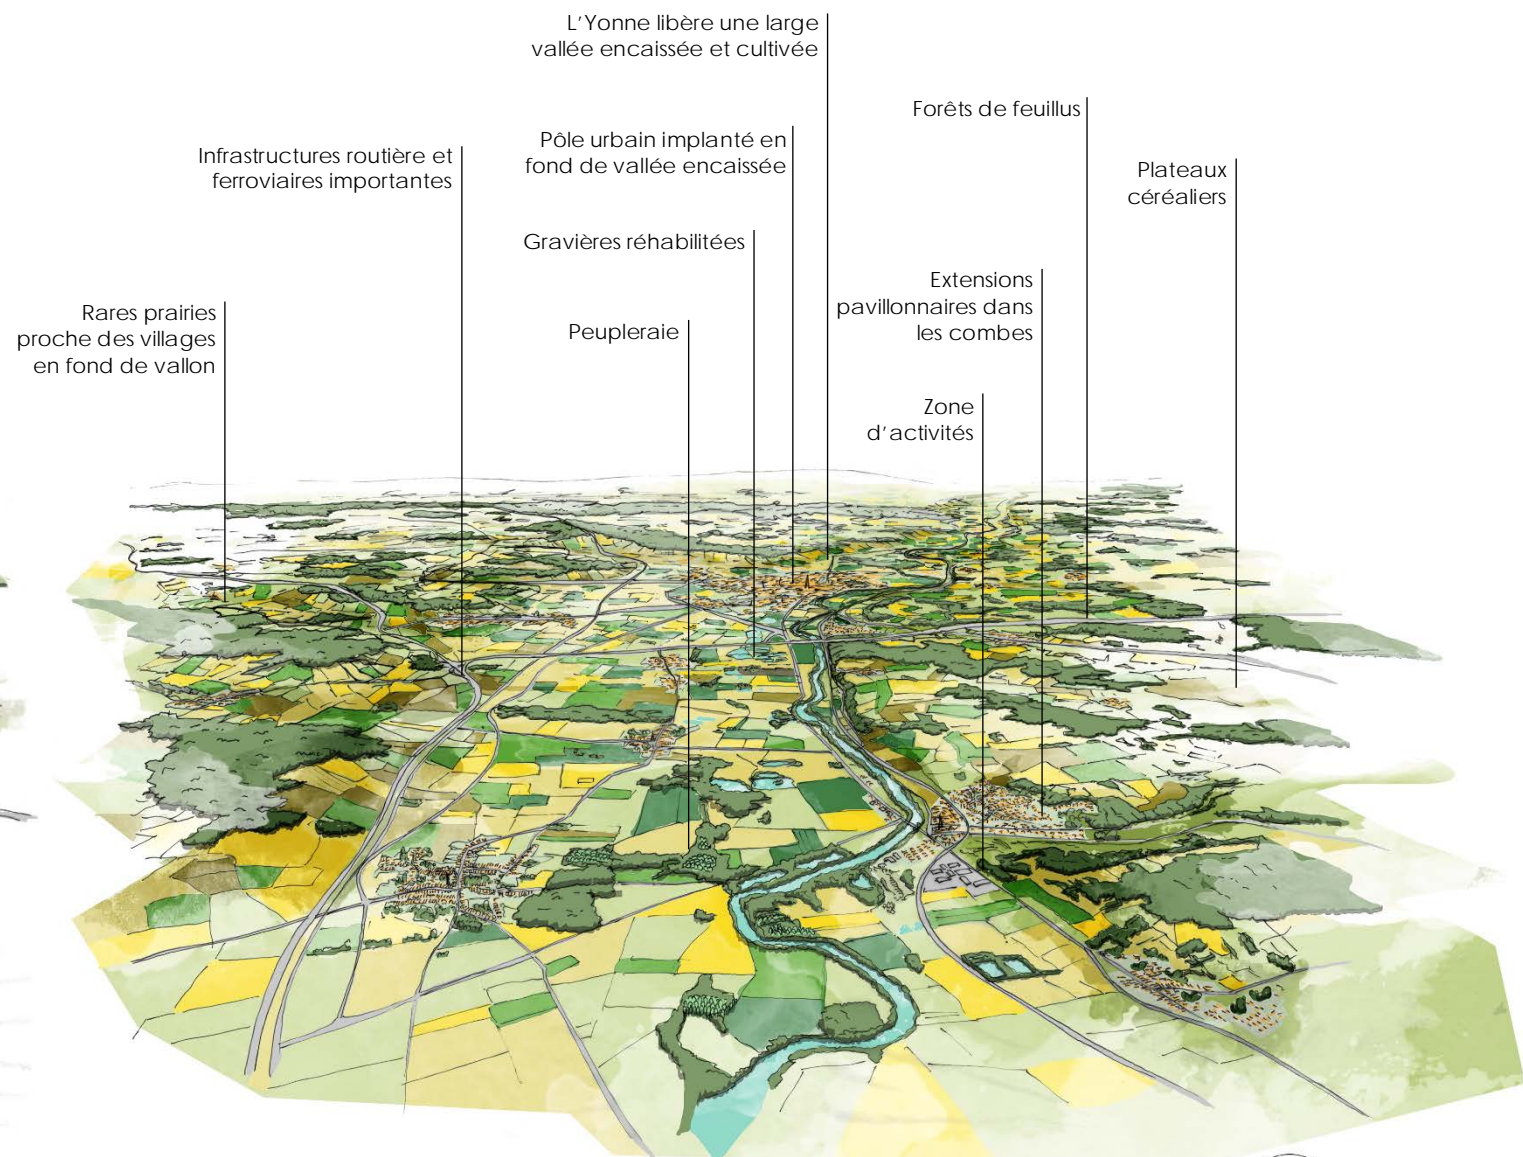 L'Yonne libère une large
vallée encaissée et cultivée
Forêts de feuillus
Pôle urbain implanté en
fond de vallée encaissée
Infrastructures routière et
ferroviaires importantes
Plateaux
céréaliers
Gravières réhabilitées
Extensions
pavillonnaires dans
les combes
Rares prairies
proche des villages
en fond de vallon
Peupleraie
Zone
d'activités